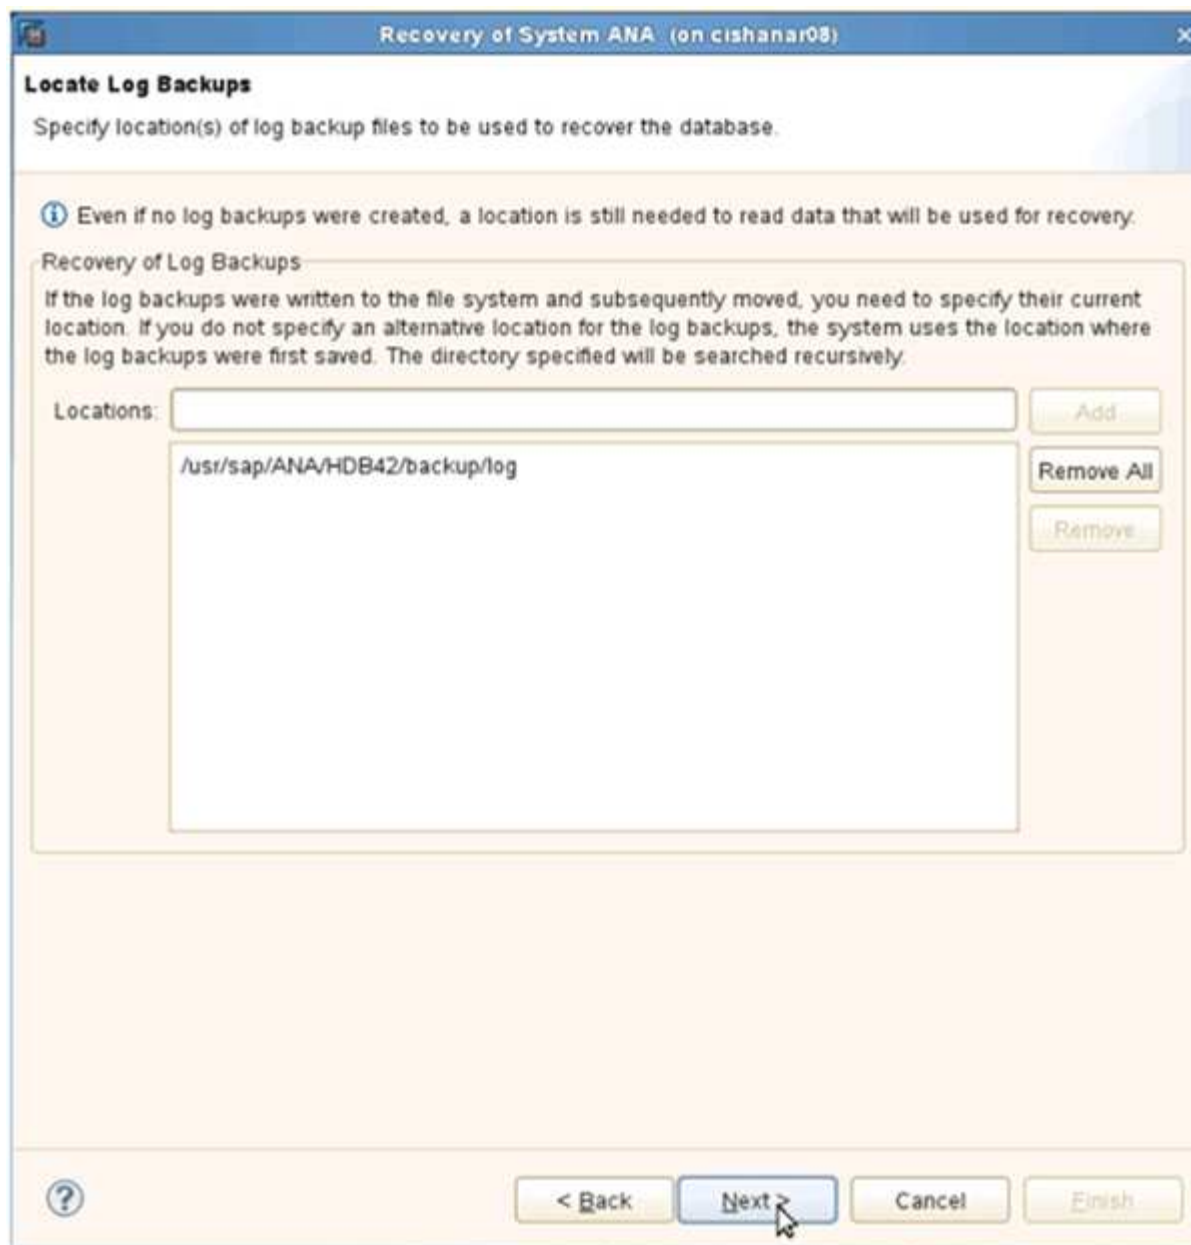 Recovery of System ANA (on cishanar08)
Locate Log Backups
Specify location(s) of log backup files to be used to recover the database.
Even if no log backups were created, a location is still needed to read data that will be used for recovery.
Recovery of Log Backups
If the log backups were written to the file system and subsequently moved, you need to specify their current
location. If you do not specify an alternative location for the log backups, the system uses the location where
the log backups were first saved. The directory specified will be searched recursively.
Locations:
Add
/usr/sap/ANA/HDB42/backup/log
Remove All
Remove
?
< Back
Next >
Cancel
Finish